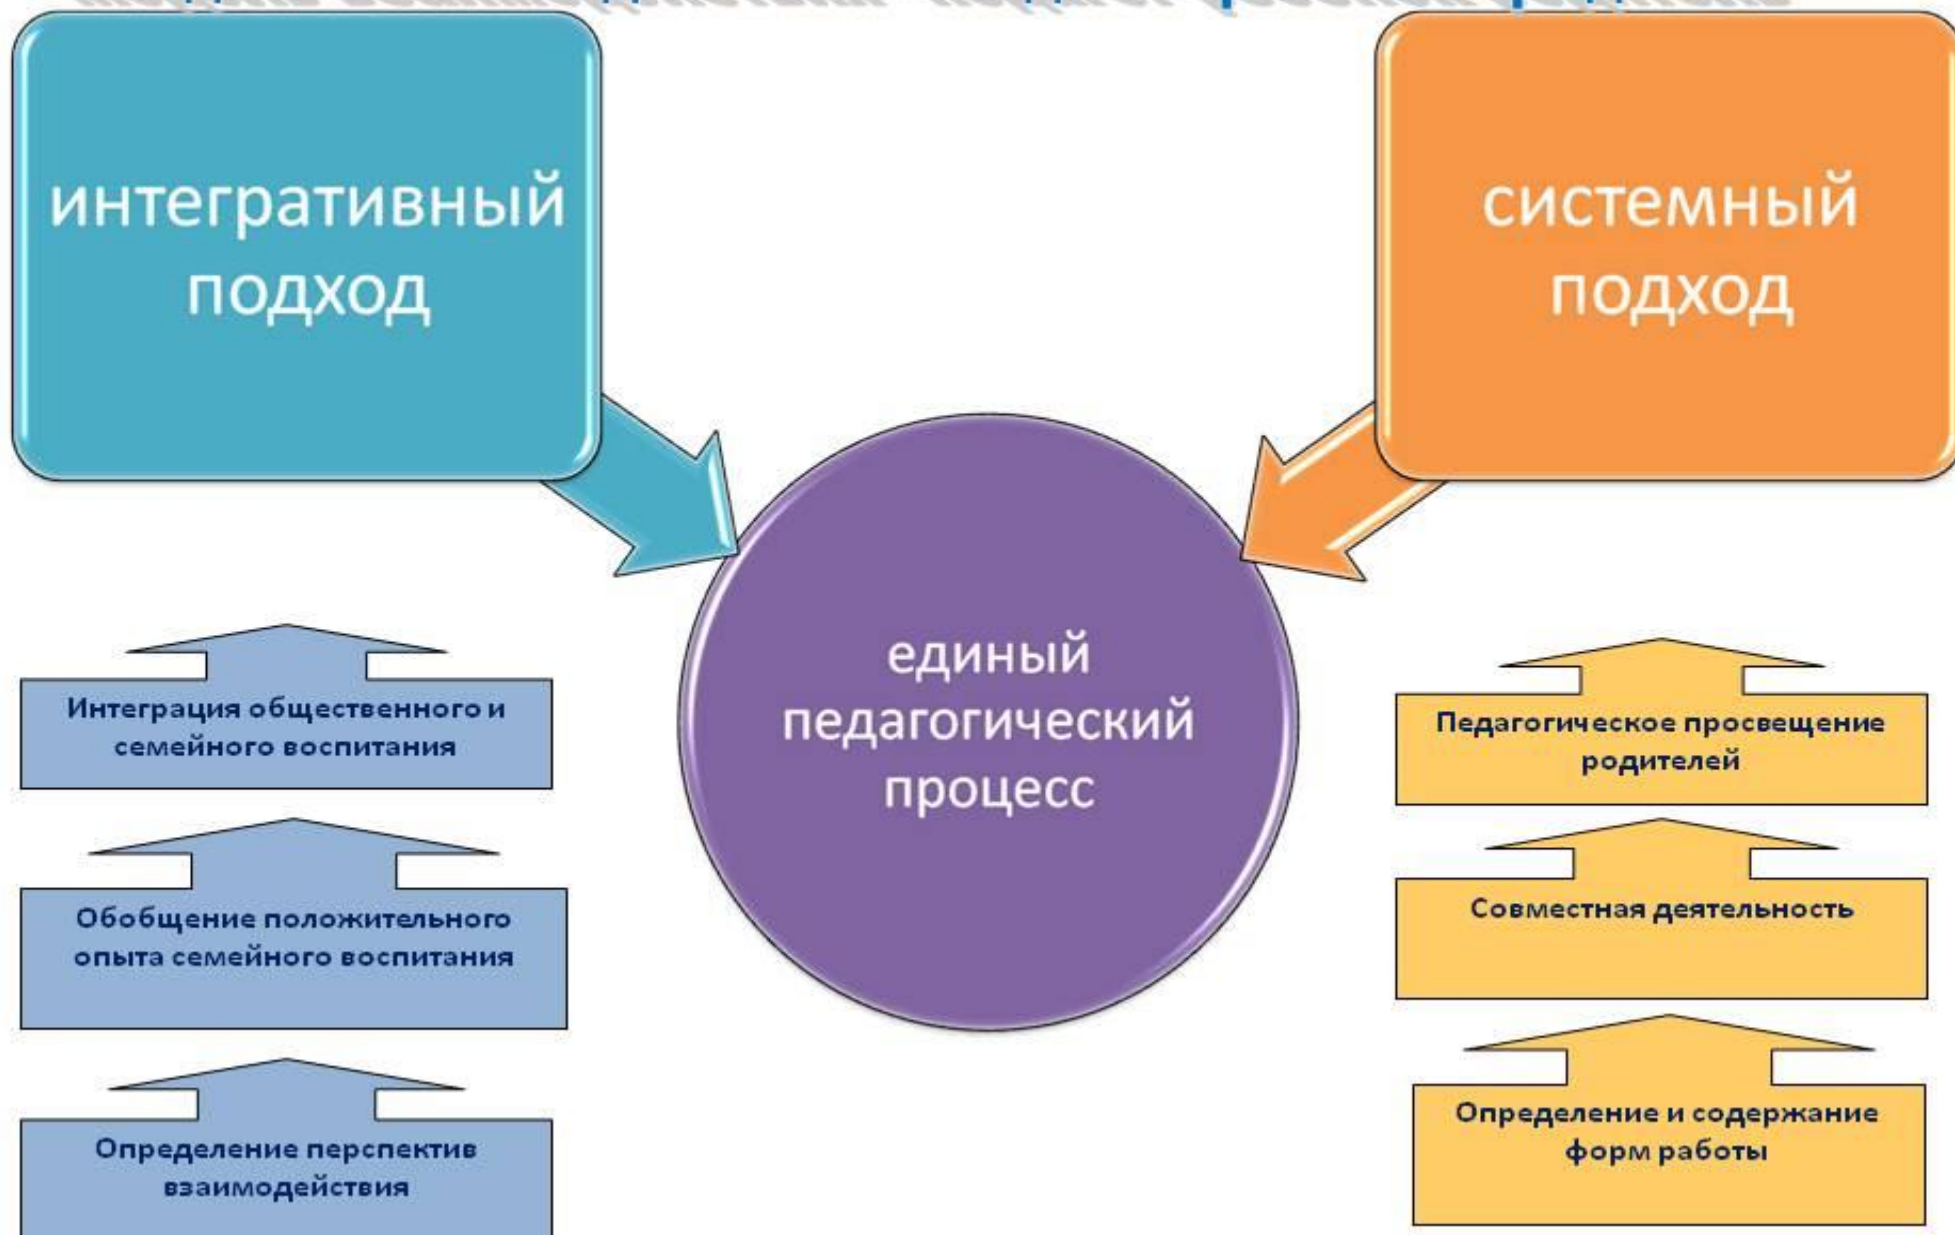 интегративный
подход
системный
подход
единый
педагогический
процесс
Интеграция общественного и
семейного воспитания
Обобщение положительного
опыта семейного воспитания
Определение перспектив
взаимодействия
Педагогическое просвещение
родителей
Совместная деятельность
Определение и содержание
форм работы